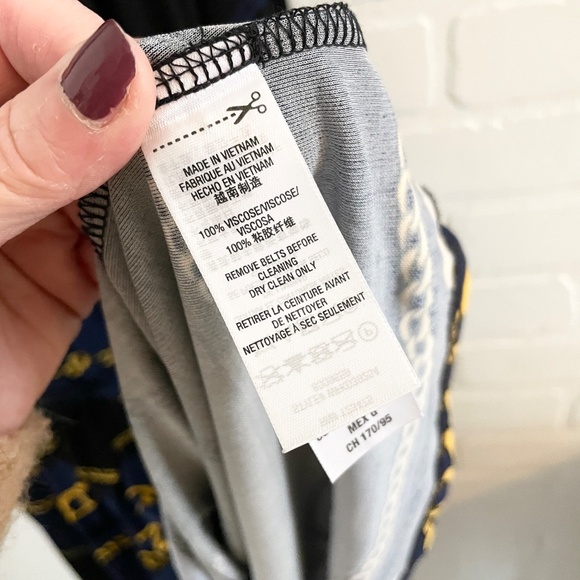 MADE IN VIETNAM
FABRIQUE AU VIETNAM
HECHO EN VIETNAM
越南制造
100% VISCOSE/VISCOSE/
VISCOSA
100% 粘胶纤维
REMOVE BELTS BEFORE
CLEANING
DRY CLEAN ONLY
RETIRER LA CEINTURE AVANT
DE
NETTOYAGE À SEC SEULEMENT
MEX G
CH 170/95